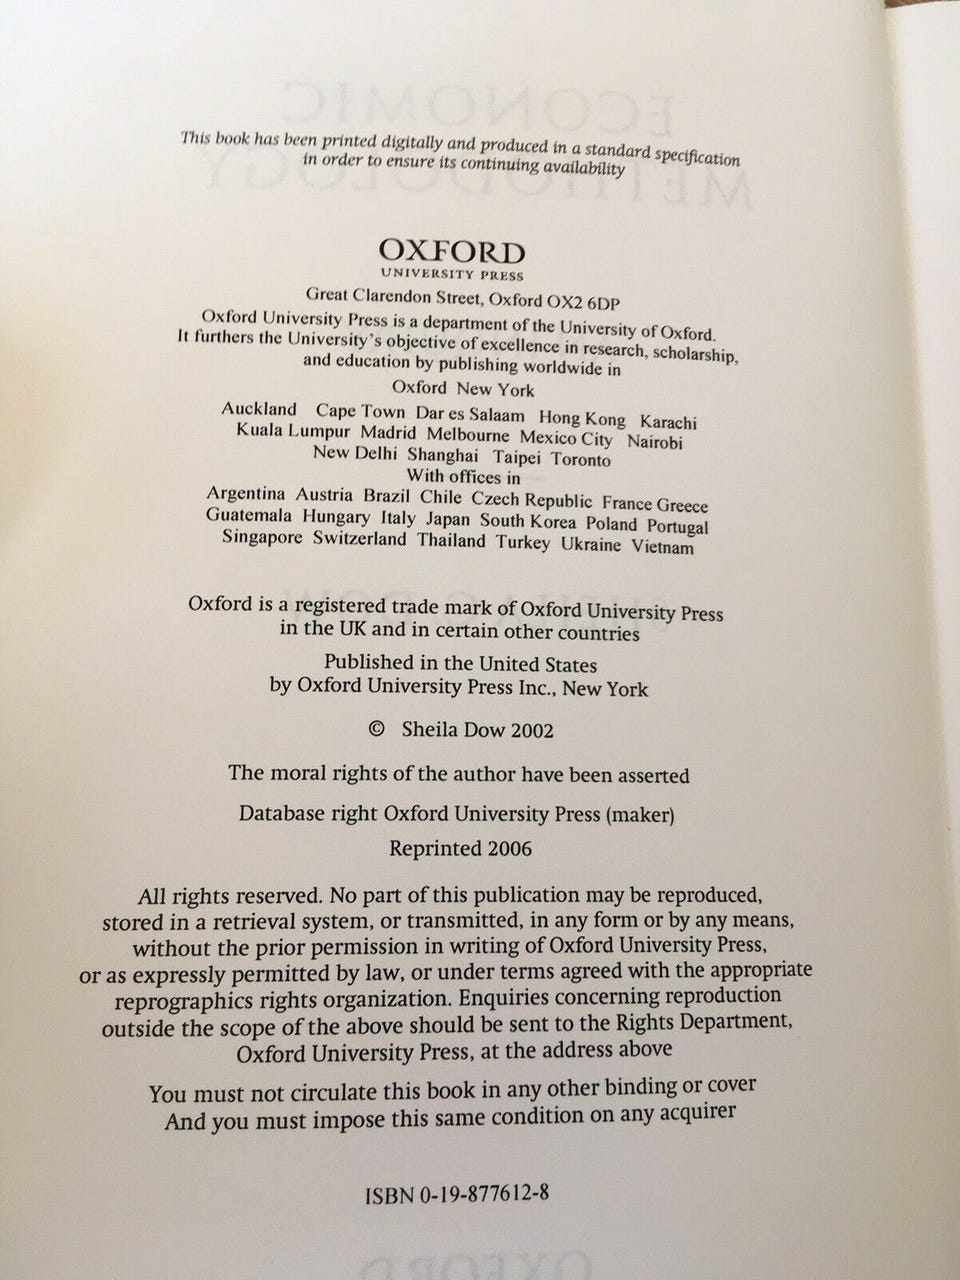 This book has been printed digitally and produced in a standard specification
in order to ensure its continuing availability
OXFORD
UNIVERSITY PRESS
Great Clarendon Street, Oxford OX2 6DP
Oxford University Press is a department of the University of Oxford.
It furthers the University's objective of excellence in research, scholarship,
and education by publishing worldwide in
Oxford New York
Auckland Cape Town Dar es Salaam Hong Kong Karachi
Kuala Lumpur Madrid Melbourne Mexico City Nairobi
New Delhi Shanghai Taipei Toronto
With offices in
Argentina Austria Brazil Chile Czech Republic France Greece
Guatemala Hungary Italy Japan South Korea Poland Portugal
Singapore Switzerland Thailand Turkey Ukraine Vietnam
Oxford is a registered trade mark of Oxford University Press
in the UK and in certain other countries
Published in the United States
by Oxford University Press Inc., New York
© Sheila Dow 2002
The moral rights of the author have been asserted
Database right Oxford University Press (maker)
Reprinted 2006
All rights reserved. No part of this publication may be reproduced,
stored in a retrieval system, or transmitted, in any form or by any means,
without the prior permission in writing of Oxford University Press,
or as expressly permitted by law, or under terms agreed with the appropriate
reprographics rights organization. Enquiries concerning reproduction
outside the scope of the above should be sent to the Rights Department,
Oxford University Press, at the address above
You must not circulate this book in any other binding or cover
And you must impose this same condition on any acquirer
ISBN 0-19-877612-8